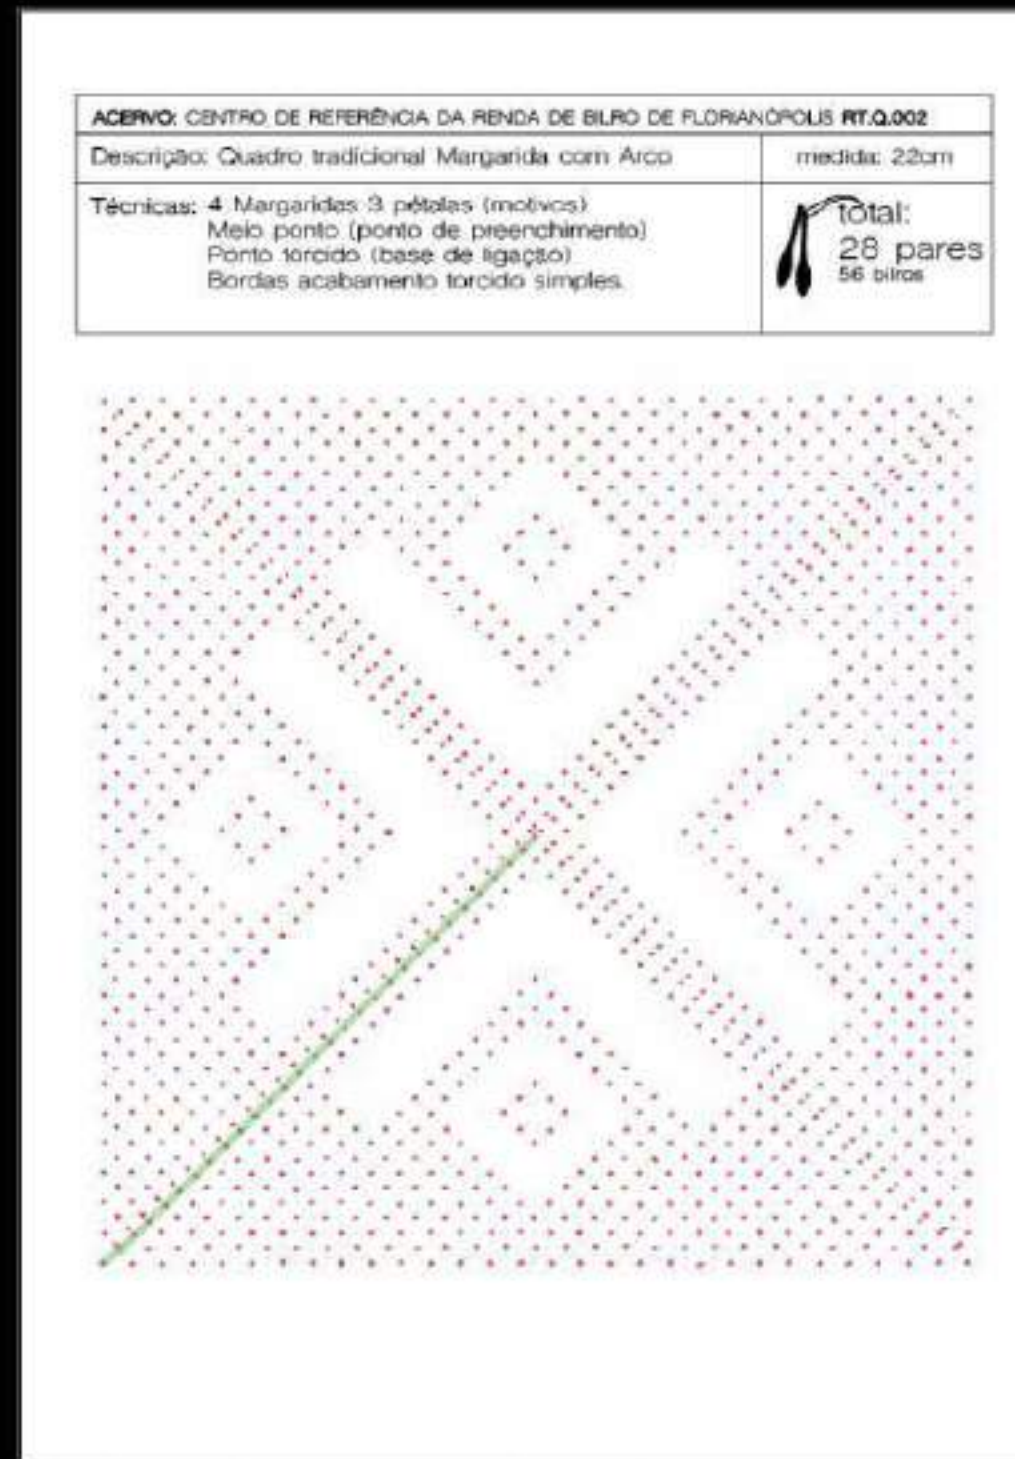 ACERVO: CENTRO DE REFERÊNCIA DA RENDA DE BILRO DE FLORIANÓPOLIS RT.Q.002
Descrição: Quadro tradicional Margarida com Arco
medida: 22cm
Técnicas: 4 Margaridas 3 pétalas (motivos)
Meio ponto (ponto de preenchimento)
Ponto torcido (base de ligação)
Bordas acabamento torcido simples.
total:
28 pares
56 bilros